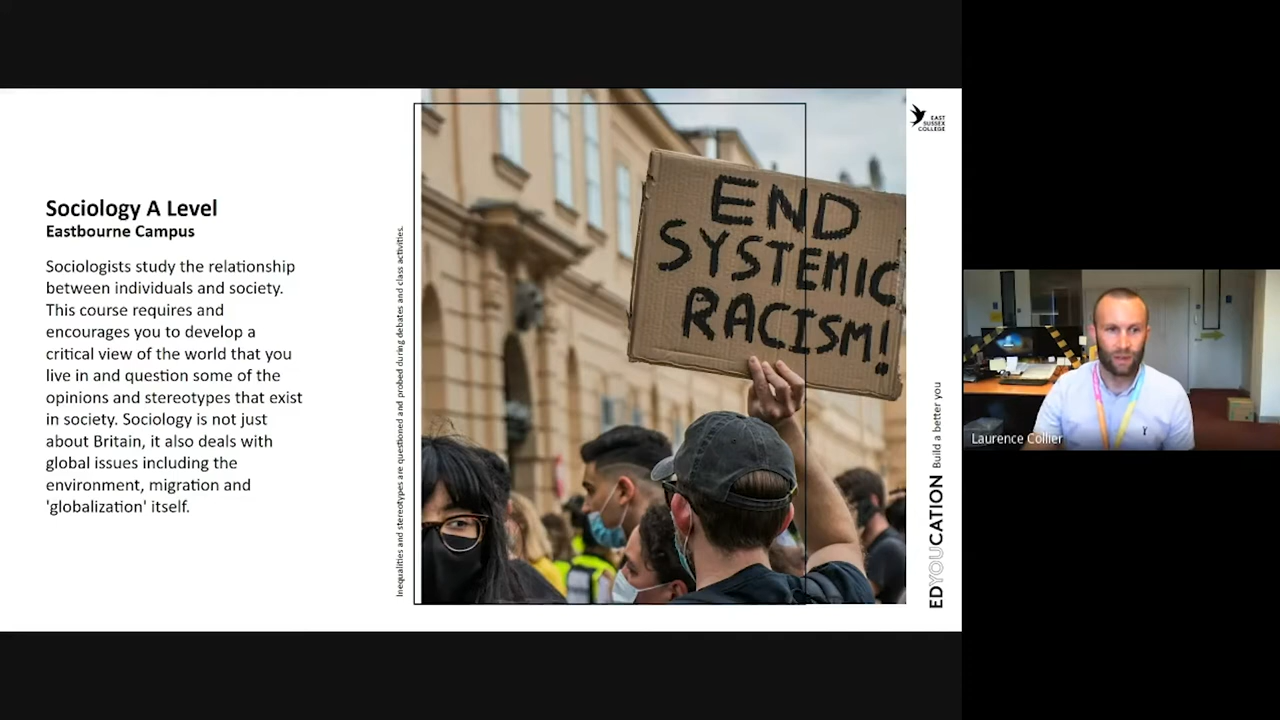 Sociology A Level
Eastbourne Campus
Sociologists study the relationship
between individuals and society.
This course requires and
encourages you to develop a
critical view of the world that you
live in and question some of the
opinions and stereotypes that exist
in society. Sociology is not just
about Britain, it also deals with
global issues including the
environment, migration and
'globalization' itself.
Inequalities and stereotypes are questioned and probed during debates and class activities.
END
SYSTEMIC
RACISM!
EAST
SUSSEX
COLLEGE
EDYOUCATION Build a better you
Laurence Collier